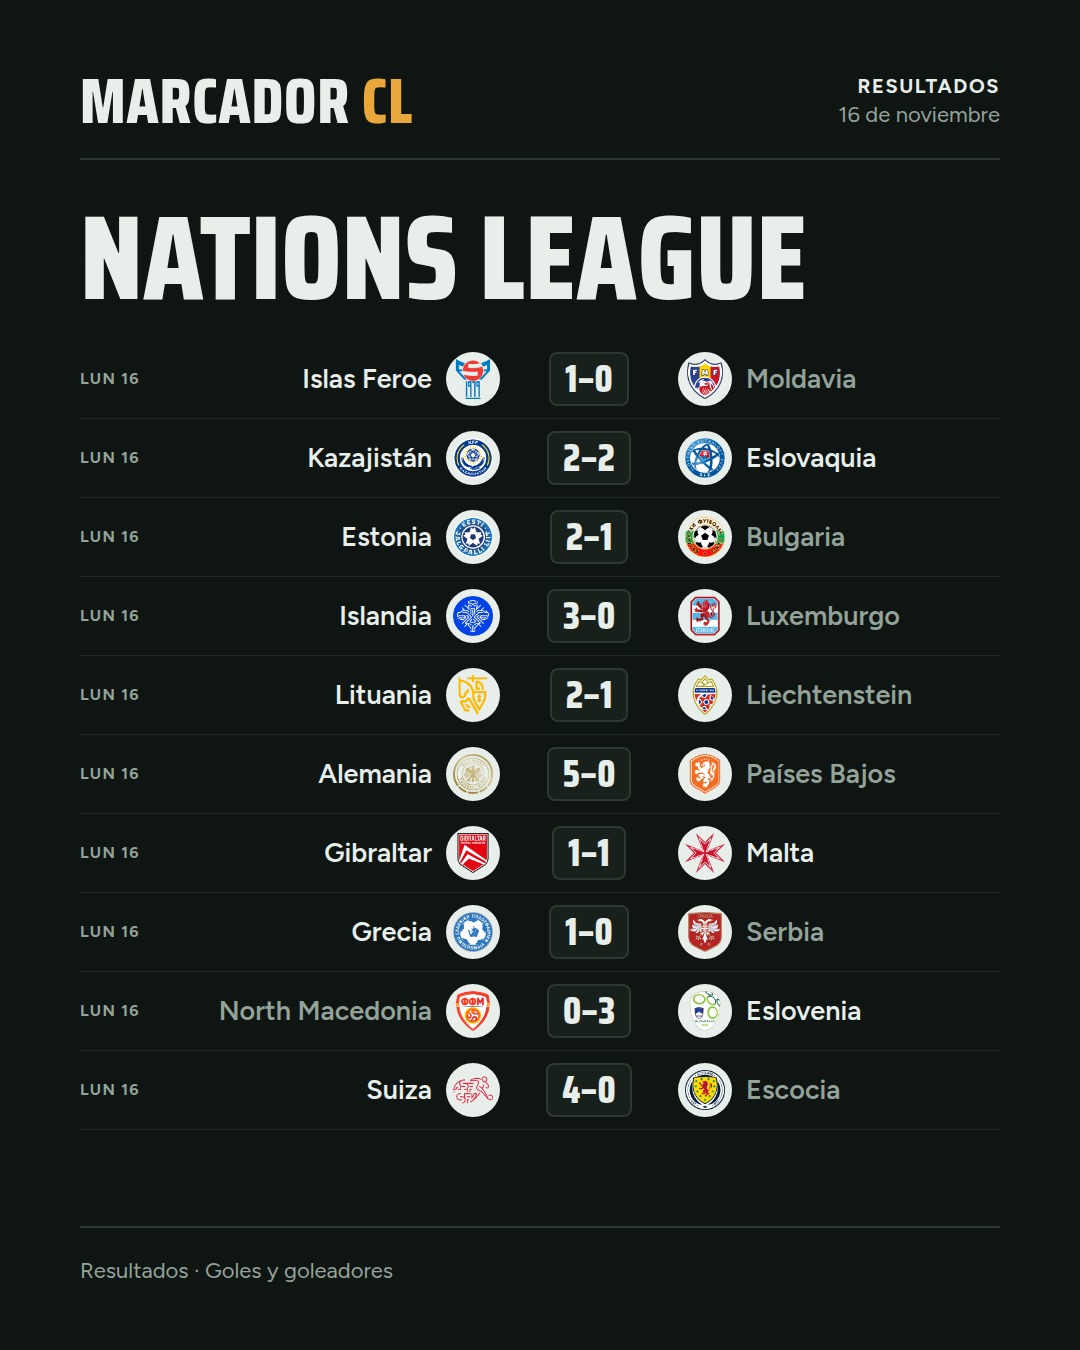 MARCADOR CL
RESULTADOS
16 de noviembre
NATIONS LEAGUE
LUN 16 Islas Feroe 1–0 Moldavia
LUN 16 Kazajistán 2–2 Eslovaquia
LUN 16 Estonia 2–1 Bulgaria
LUN 16 Islandia 3–0 Luxemburgo
LUN 16 Lituania 2–1 Liechtenstein
LUN 16 Alemania 5–0 Países Bajos
LUN 16 Gibraltar 1–1 Malta
LUN 16 Grecia 1–0 Serbia
LUN 16 North Macedonia 0–3 Eslovenia
LUN 16 Suiza 4–0 Escocia
Resultados · Goles y goleadores